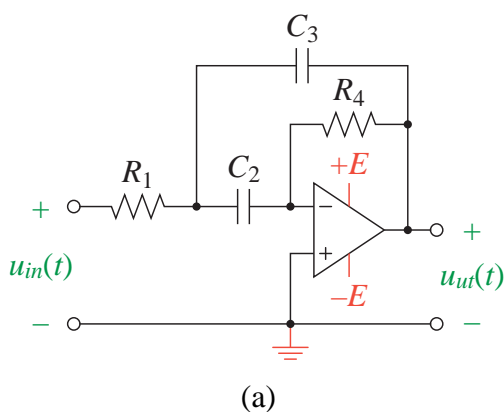 C3
R4
R1
C2
+E
+
−
+
+
uin(t)
uut(t)
−E
−
−
(a)